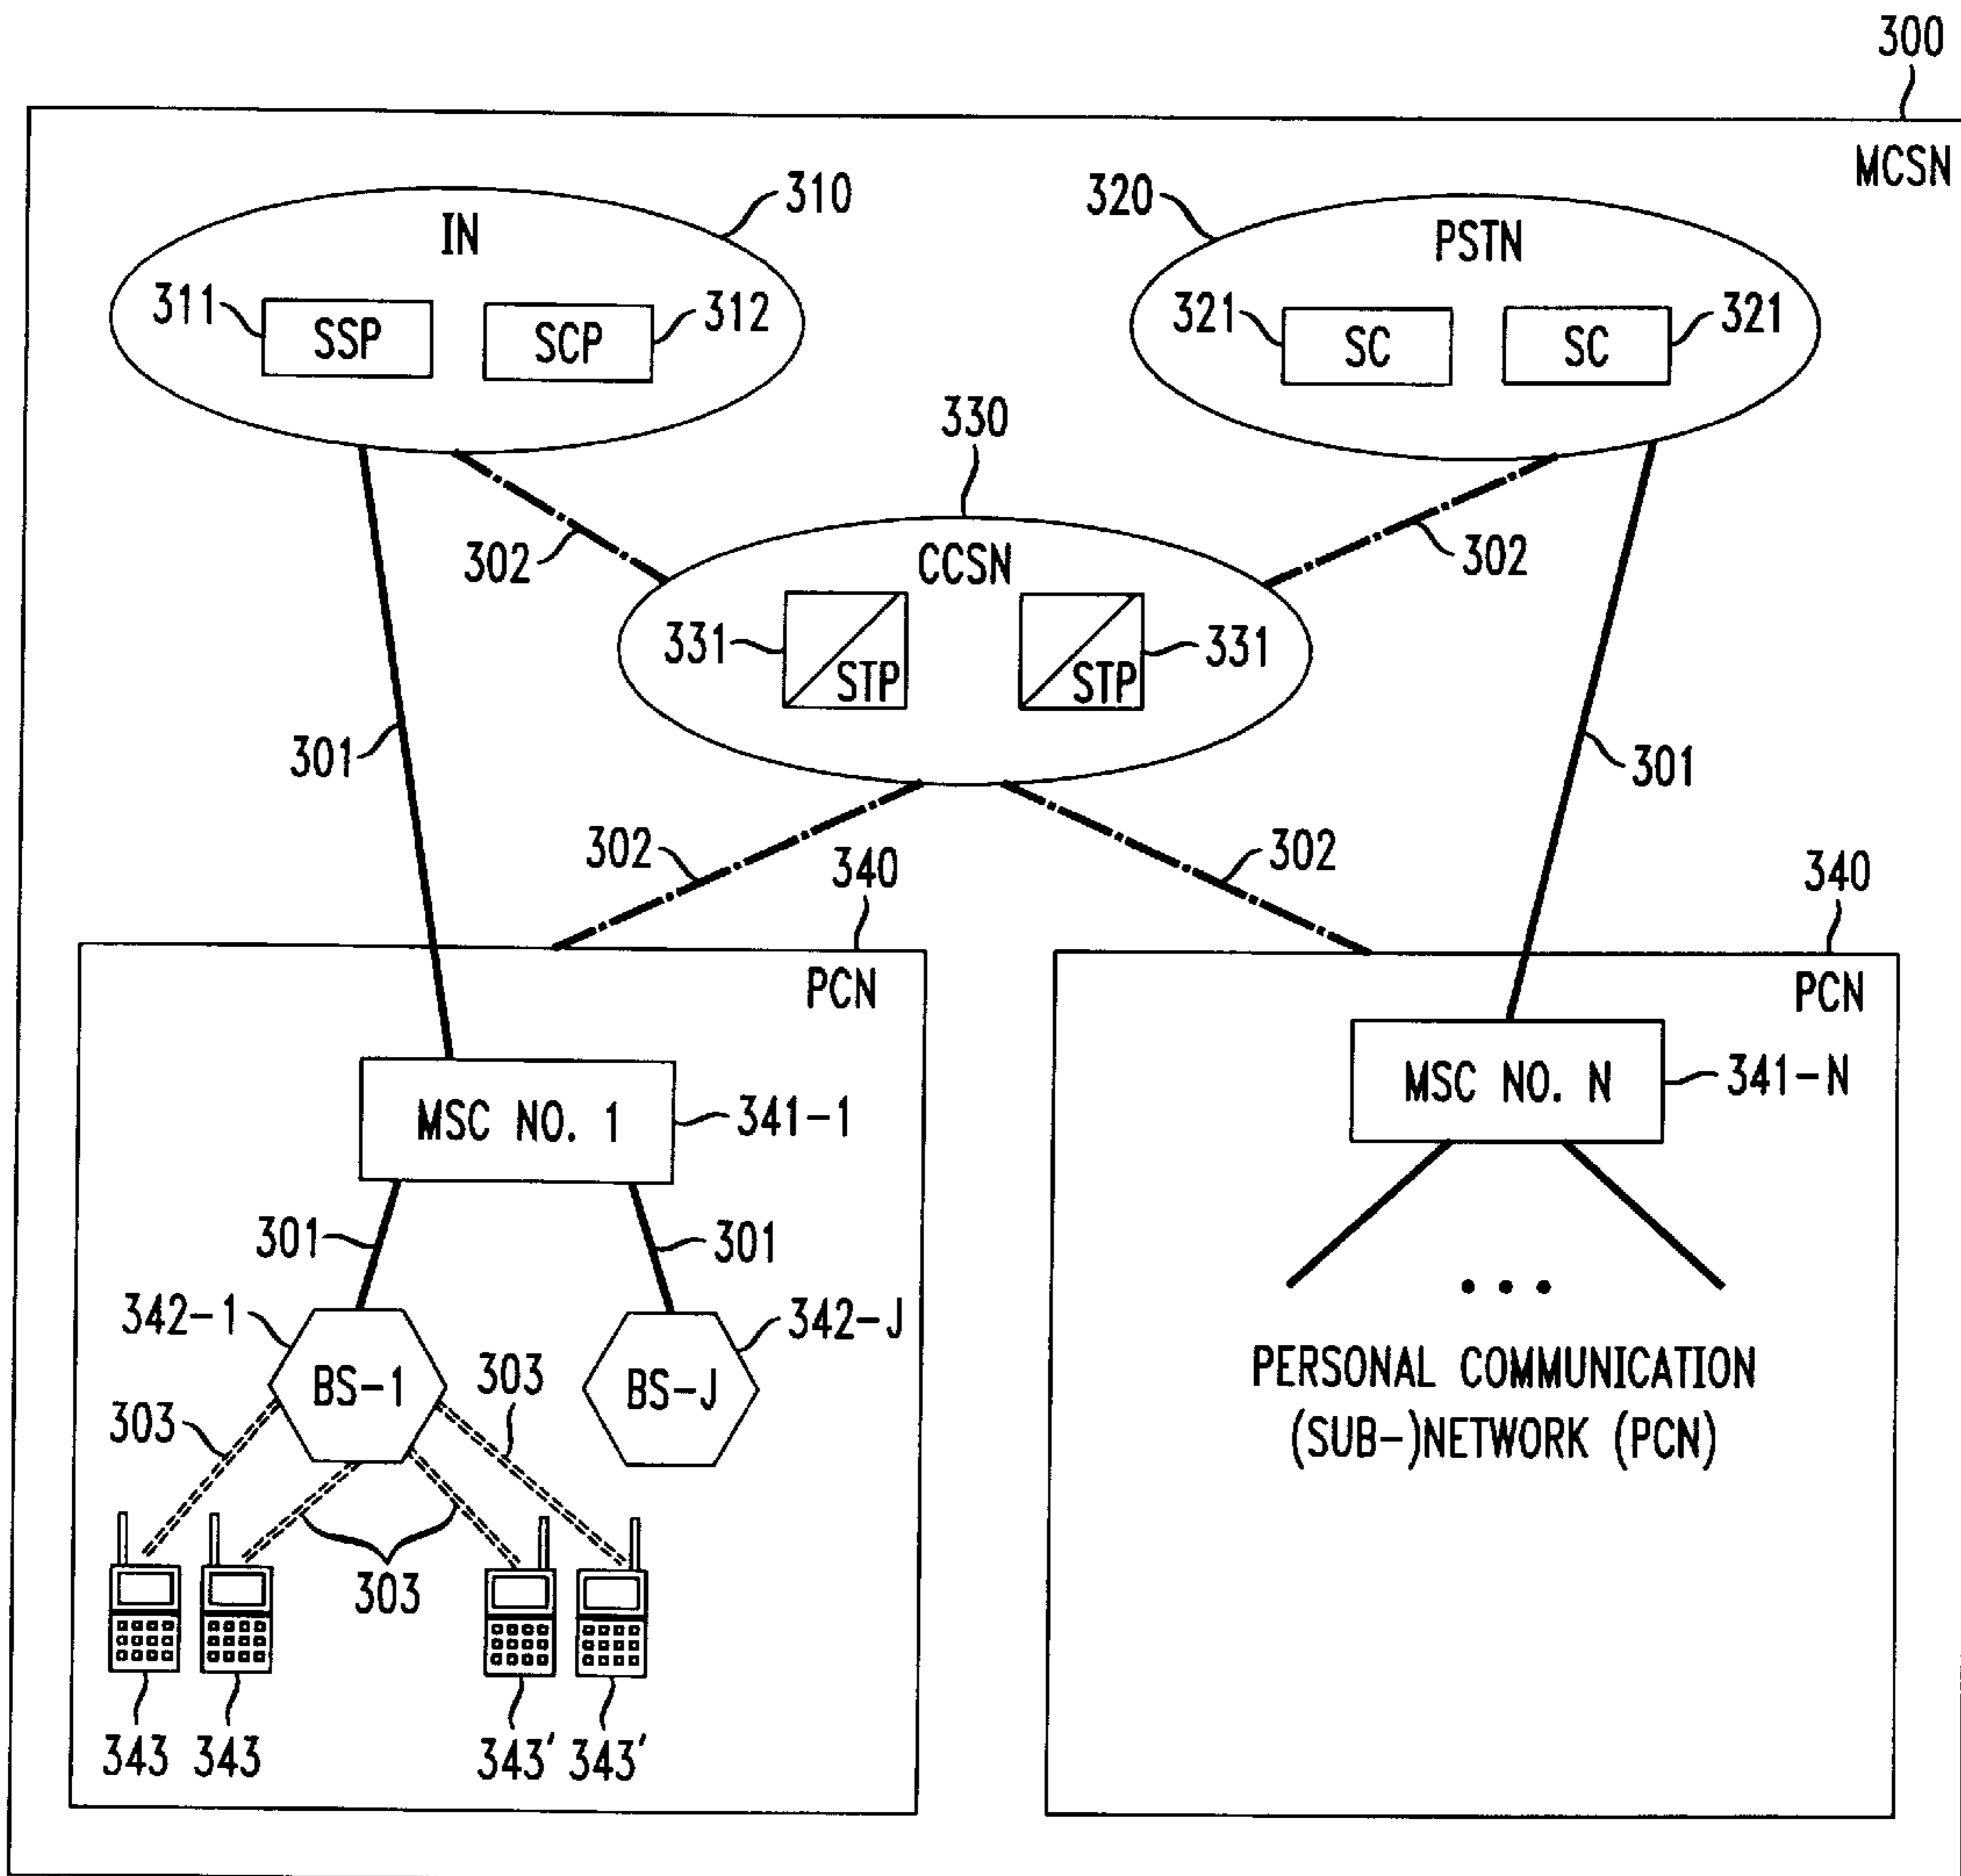 300
MCSN
310
IN
311
SSP
SCP
312
320
PSTN
321
SC
SC
321
330
CCSN
331
STP
STP
331
302
302
301
301
302
302
340
PCN
340
PCN
MSC NO. 1
341-1
MSC NO. N
341-N
301
301
342-1
BS-1
342-J
BS-J
303
303
303
343
343
343'
343'
...
PERSONAL COMMUNICATION
(SUB-)NETWORK (PCN)